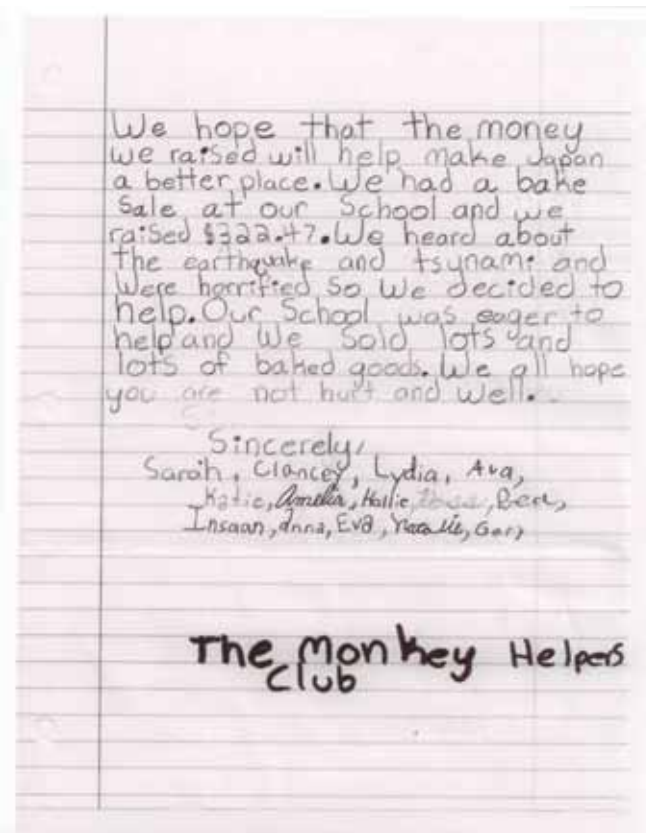 We hope that the money
we raised will help make Japan
a better place. We had a bake
Sale at our School and we
raised $322.47. We heard about
the earthquake and tsunami and
Were horrified So We decided to
help. Our School was eager to
help and We Sold lots and
lots of baked goods. We all hope
you are not hurt and well.
Sincerely,
Sarah, Clancey, Lydia, Ava,
Katie, Amelia, Hallie, Ben,
Insaan, Anna, Eva, Natalie,
The Monkey Helpers
Club